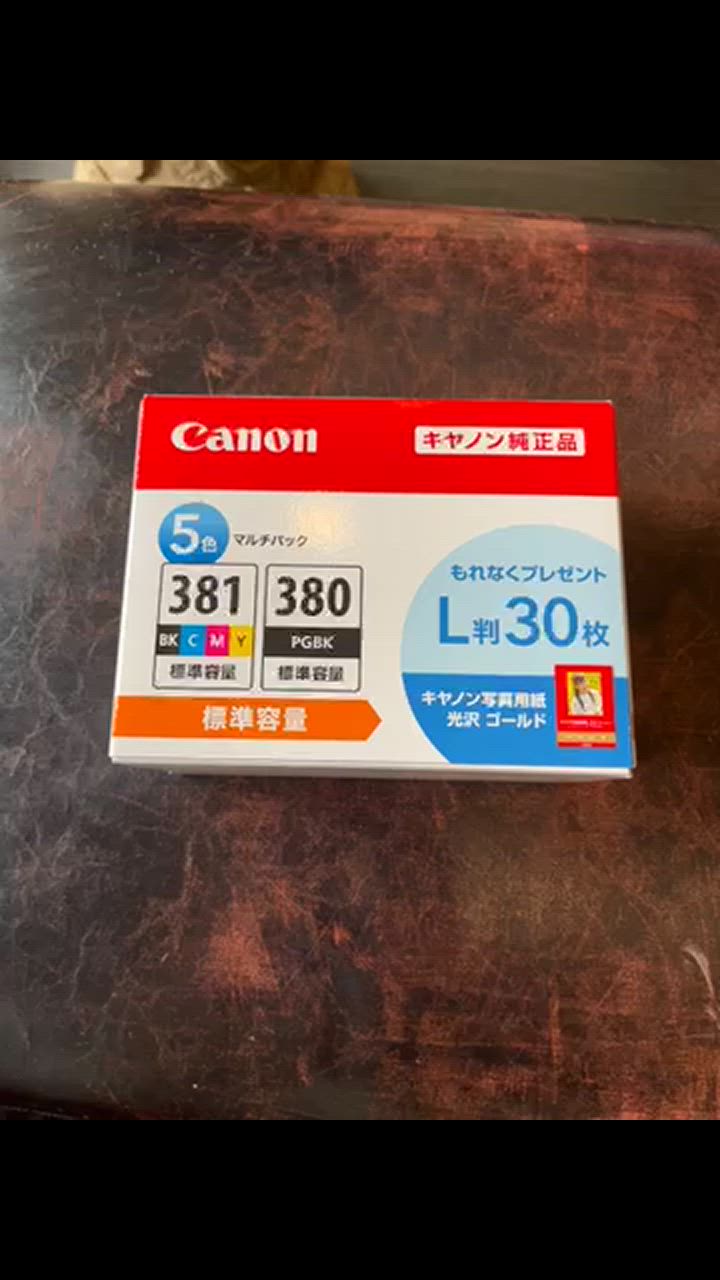 Canon
キヤノン純正品
5色 マルチパック
381
BK C M Y
標準容量
380
PGBK
標準容量
標準容量
もれなくプレゼント
L判30枚
キヤノン写真用紙
光沢 ゴールド